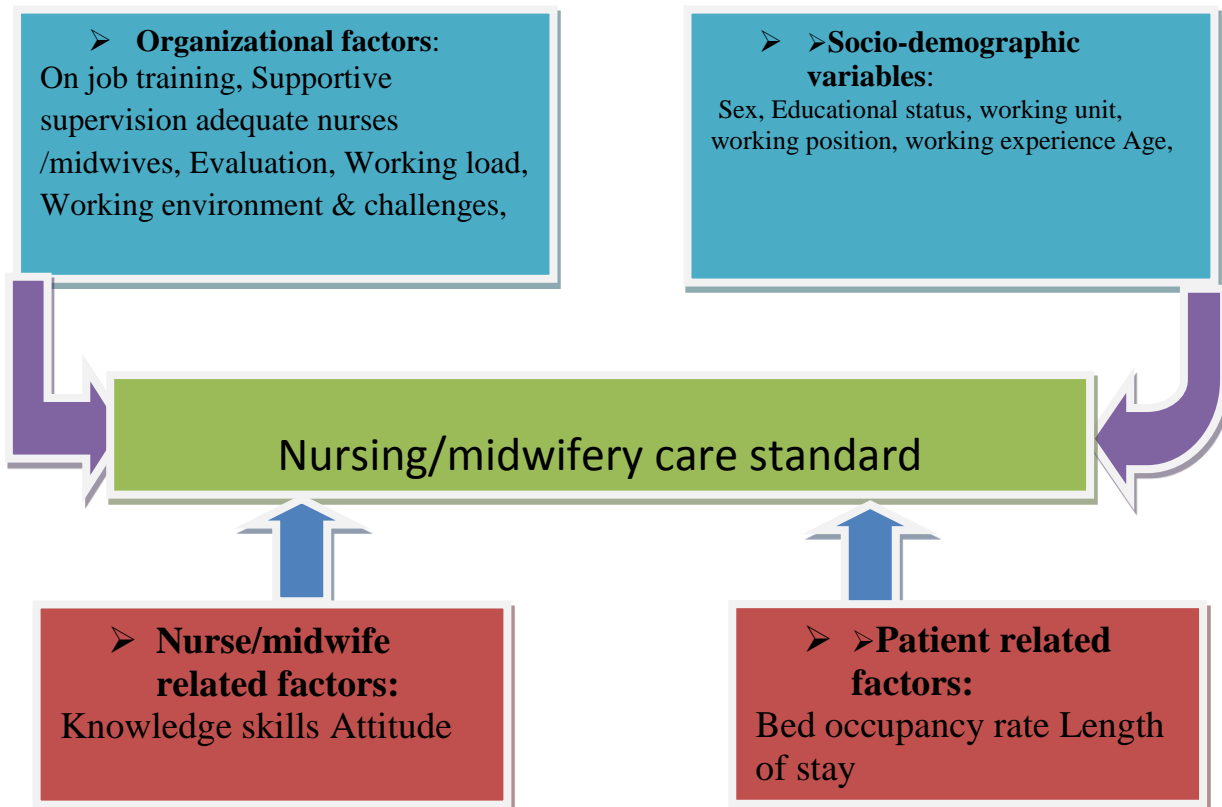 ➢ Organizational factors:
On job training, Supportive
supervision adequate nurses
/midwives, Evaluation, Working load,
Working environment & challenges,
➢ ➢Socio-demographic
variables:
Sex, Educational status, working unit,
working position, working experience Age,
Nursing/midwifery care standard
➢ Nurse/midwife
related factors:
Knowledge skills Attitude
➢ ➢Patient related
factors:
Bed occupancy rate Length
of stay